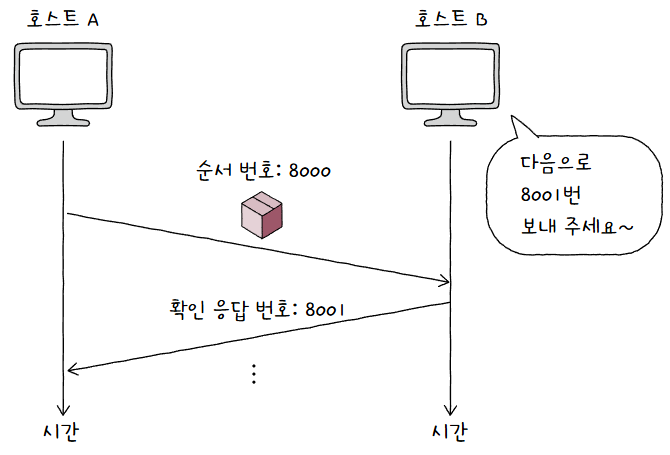 호스트 A
호스트 B
다음으로
8001번
보내 주세요~
순서 번호: 8000
확인 응답 번호: 8001
시간
시간